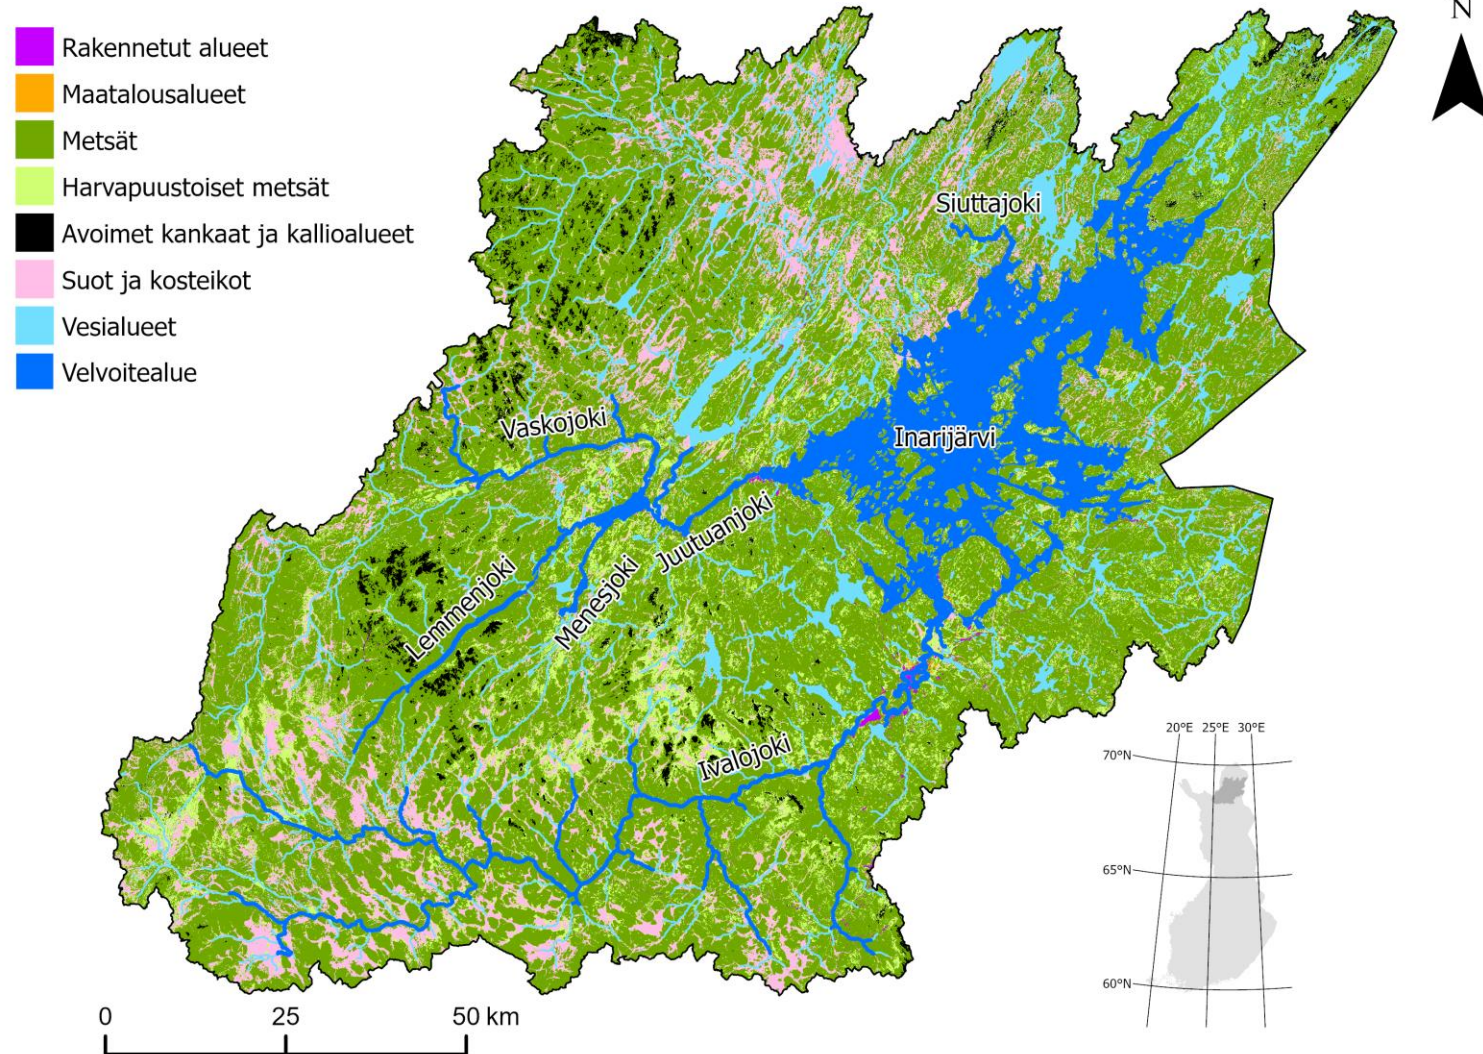 N
Rakennetut alueet
Maatalousalueet
Metsät
Harvapuustoiset metsät
Avoimet kankaat ja kallioalueet
Suot ja kosteikot
Vesialueet
Velvoitealue
Siuttajoki
Vaskojoki
Inarijärvi
Juutuanjoki
Lemmenjoki
Menesjoki
Ivalojoki
20°E 25°E 30°E
70°N
65°N
60°N
0 25 50 km